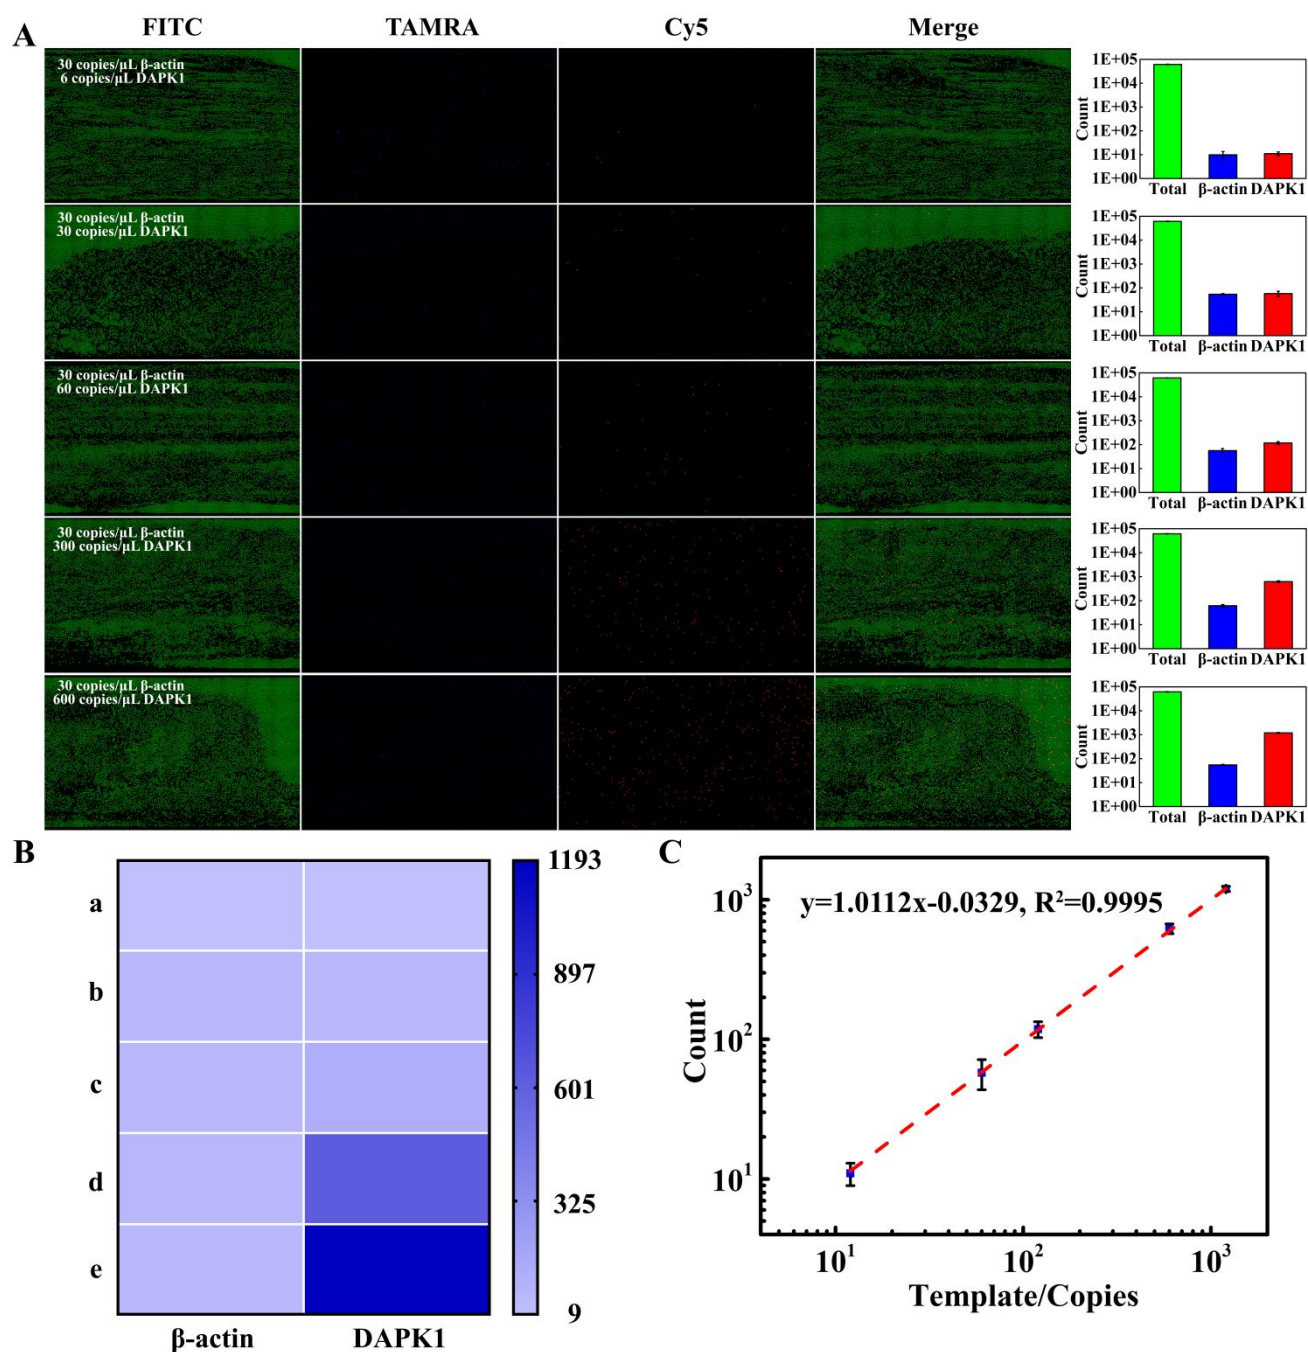 A
FITC
TAMRA
Cy5
Merge
30 copies/μL β-actin
6 copies/μL DAPK1
1E+05
1E+04
1E+03
1E+02
1E+01
1E+00
Count
Total
β-actin
DAPK1
30 copies/μL β-actin
30 copies/μL DAPK1
1E+05
1E+04
1E+03
1E+02
1E+01
1E+00
Count
Total
β-actin
DAPK1
30 copies/μL β-actin
60 copies/μL DAPK1
1E+05
1E+04
1E+03
1E+02
1E+01
1E+00
Count
Total
β-actin
DAPK1
30 copies/μL β-actin
300 copies/μL DAPK1
1E+05
1E+04
1E+03
1E+02
1E+01
1E+00
Count
Total
β-actin
DAPK1
30 copies/μL β-actin
600 copies/μL DAPK1
1E+05
1E+04
1E+03
1E+02
1E+01
1E+00
Count
Total
β-actin
DAPK1
B
a
b
c
d
e
β-actin
DAPK1
1193
897
601
325
9
C
y=1.0112x-0.0329, R²=0.9995
10³
10²
10¹
Count
10¹
10²
10³
Template/Copies